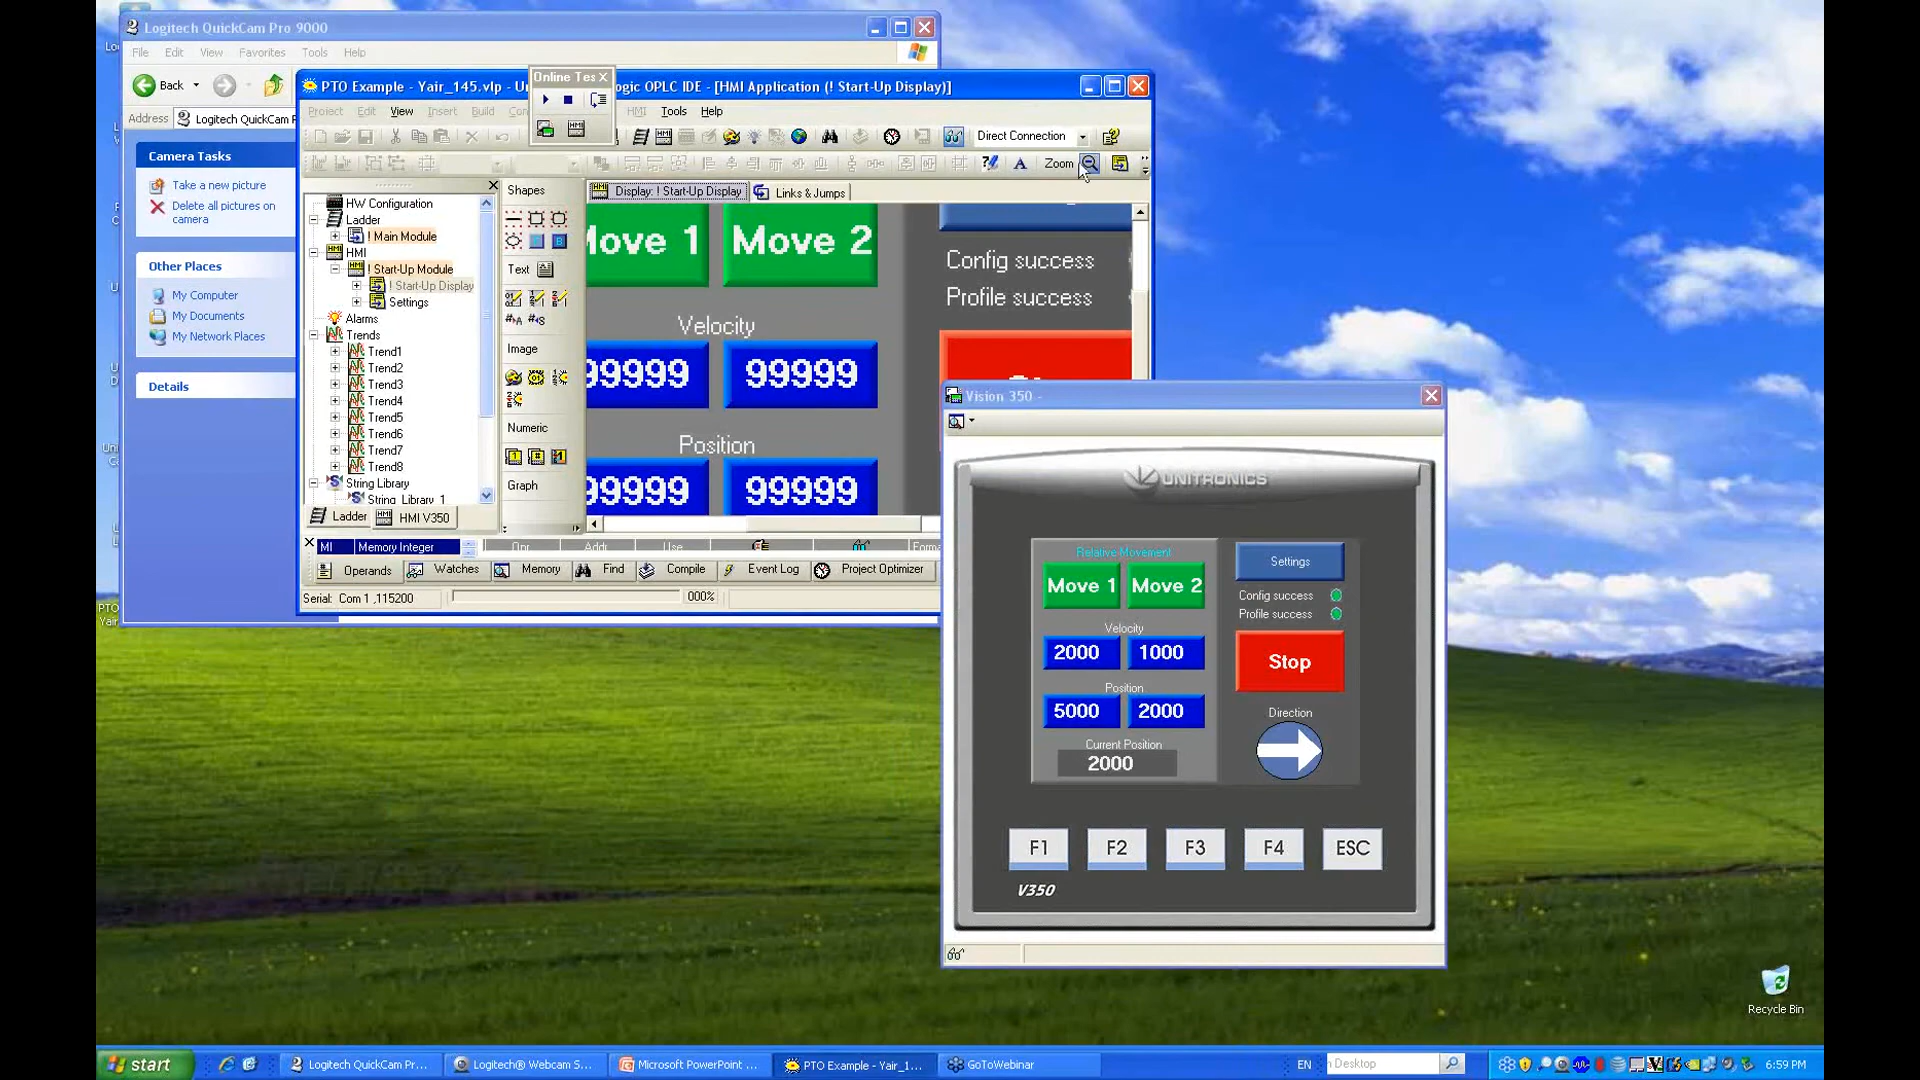 Logitech QuickCam Pro 9000
File Edit View Favorites Tools Help
Back
Address Logitech QuickCam P
Camera Tasks
Take a new picture
Delete all pictures on
camera
Other Places
My Computer
My Documents
My Network Places
Details
PTO Example - Yair_145.vlp - Un
ogic OPLC IDE - [HMI Application (! Start-Up Display)]
Online Tes X
Project Edit View Insert Build Con HMI Tools Help
Direct Connection
Zoom
HW Configuration
Ladder
! Main Module
HMI
! Start-Up Module
! Start-Up Display
Settings
Alarms
Trends
Trend1
Trend2
Trend3
Trend4
Trend5
Trend6
Trend7
Trend8
String Library
String Library 1
Ladder HMI V350
Shapes
Text
Image
Numeric
Graph
Display: ! Start-Up Display Links & Jumps
Move 1 Move 2
Velocity
99999 99999
Position
99999 99999
Config success
Profile success
MI Memory Integer Opr Addr Use Forma
Operands Watches Memory Find Compile Event Log Project Optimizer
Serial: Com 1 ,115200 000%
Vision 350 -
UNITRONICS
Relative Movement
Move 1 Move 2
Velocity
2000 1000
Position
5000 2000
Current Position
2000
Settings
Config success
Profile success
Stop
Direction
F1 F2 F3 F4 ESC
V350
Recycle Bin
start
Logitech QuickCam Pr...
Logitech® Webcam S...
Microsoft PowerPoint ...
PTO Example - Yair_1...
GoToWebinar
EN
Desktop
6:59 PM